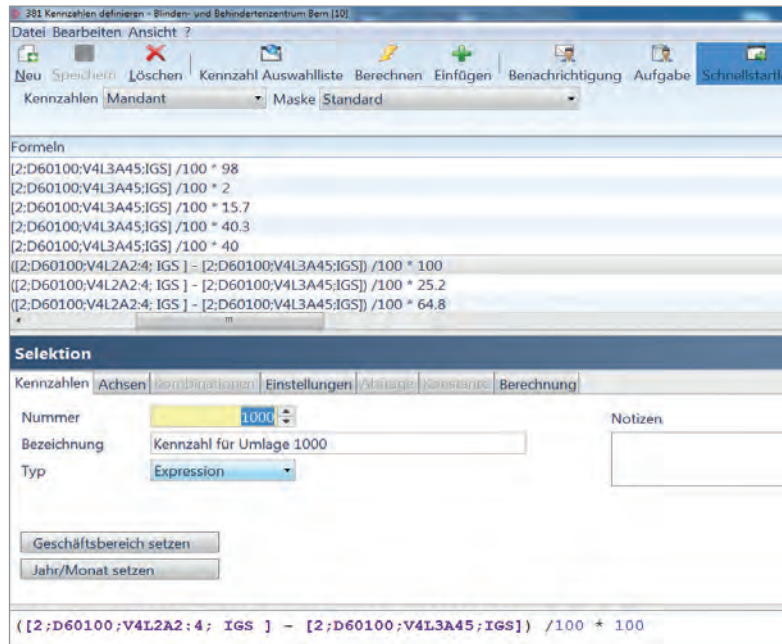 381 Kennzahlen definieren - Blinden- und Behindertenzentrum Bern [10]
Datei Bearbeiten Ansicht ?
Neu Speichern Löschen Kennzahl Auswahlliste Berechnen Einfügen Benachrichtigung Aufgabe
Kennzahlen Mandant Maske Standard
Formeln
[2;D60100;V4L3A45;IGS] /100 * 98
[2;D60100;V4L3A45;IGS] /100 * 2
[2;D60100;V4L3A45;IGS] /100 * 15.7
[2;D60100;V4L3A45;IGS] /100 * 40.3
[2;D60100;V4L3A45;IGS] /100 * 40
([2;D60100;V4L2A2:4; IGS ] - [2;D60100;V4L3A45;IGS]) /100 * 100
([2;D60100;V4L2A2:4; IGS ] - [2;D60100;V4L3A45;IGS]) /100 * 25.2
([2;D60100;V4L2A2:4; IGS ] - [2;D60100;V4L3A45;IGS]) /100 * 64.8
Selektion
Kennzahlen Achsen Kombinationen Einstellungen Abfrage Konstante Berechnung
Nummer 1000 Notizen
Bezeichnung Kennzahl für Umlage 1000
Typ Expression
Geschäftsbereich setzen
Jahr/Monat setzen
([2;D60100;V4L2A2:4; IGS ] - [2;D60100;V4L3A45;IGS]) /100 * 100